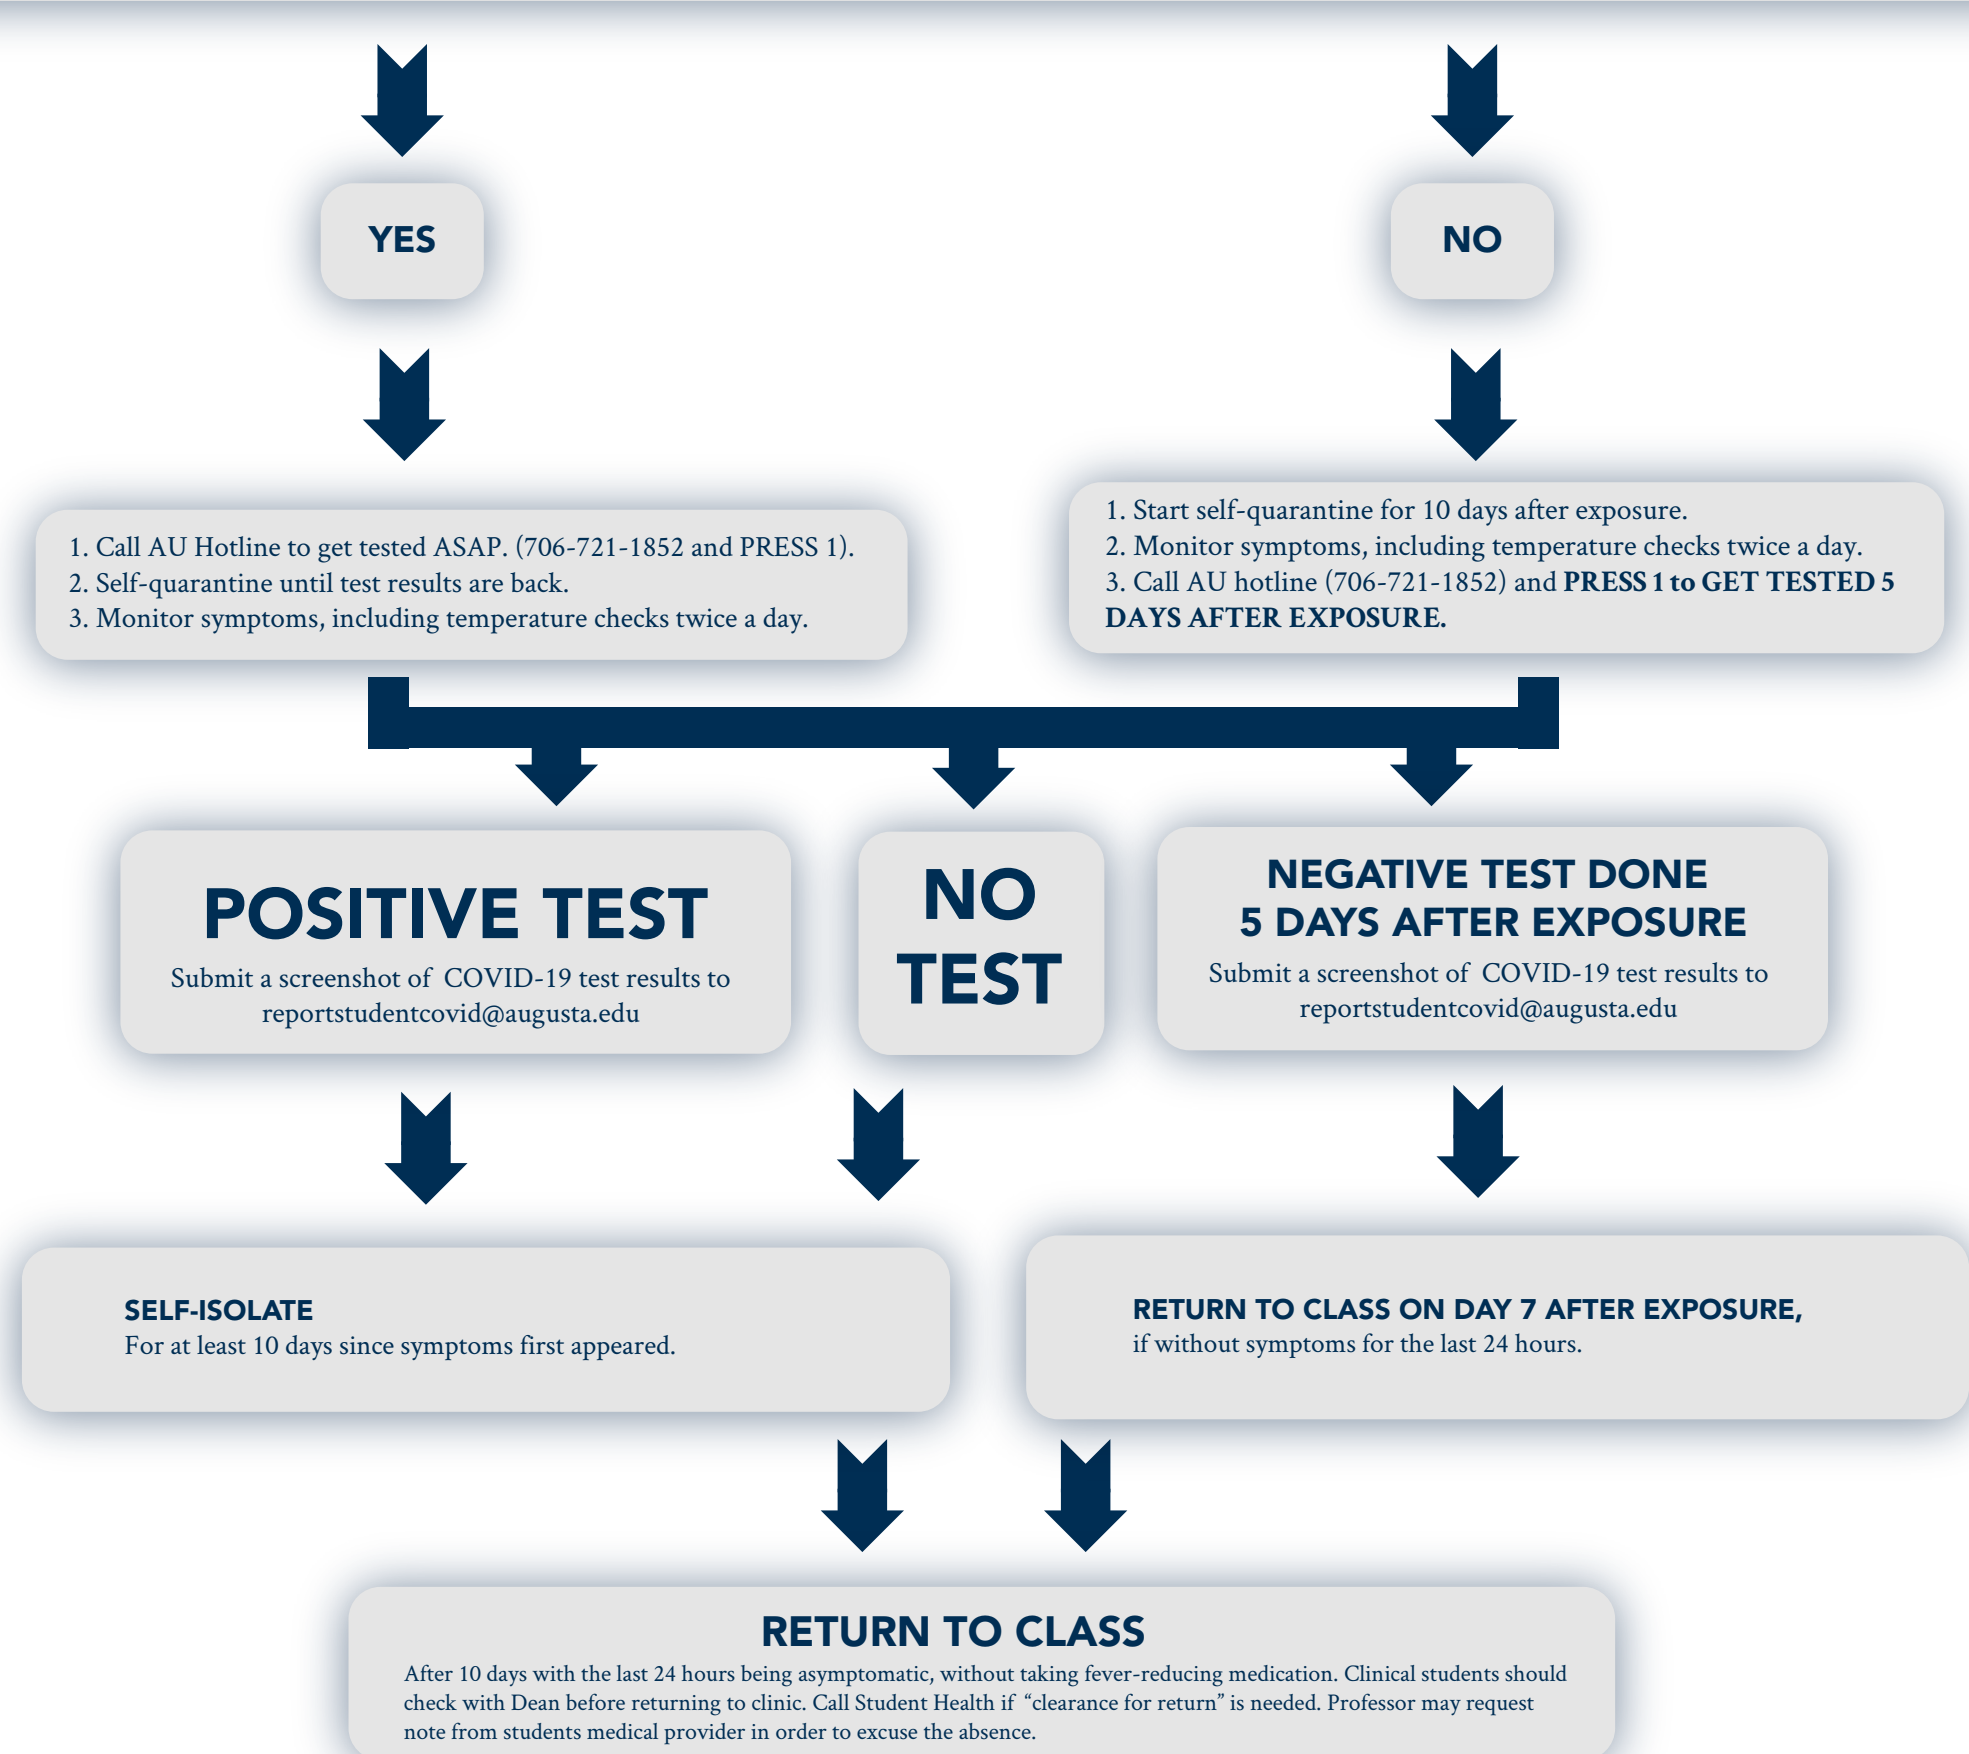 YES
NO
1. Call AU Hotline to get tested ASAP. (706-721-1852 and PRESS 1).
2. Self-quarantine until test results are back.
3. Monitor symptoms, including temperature checks twice a day.
1. Start self-quarantine for 10 days after exposure.
2. Monitor symptoms, including temperature checks twice a day.
3. Call AU hotline (706-721-1852) and PRESS 1 to GET TESTED 5
DAYS AFTER EXPOSURE.
POSITIVE TEST
Submit a screenshot of COVID-19 test results to
reportstudentcovid@augusta.edu
NO
TEST
NEGATIVE TEST DONE
5 DAYS AFTER EXPOSURE
Submit a screenshot of COVID-19 test results to
reportstudentcovid@augusta.edu
SELF-ISOLATE
For at least 10 days since symptoms first appeared.
RETURN TO CLASS ON DAY 7 AFTER EXPOSURE,
if without symptoms for the last 24 hours.
RETURN TO CLASS
After 10 days with the last 24 hours being asymptomatic, without taking fever-reducing medication. Clinical students should
check with Dean before returning to clinic. Call Student Health if “clearance for return” is needed. Professor may request
note from students medical provider in order to excuse the absence.